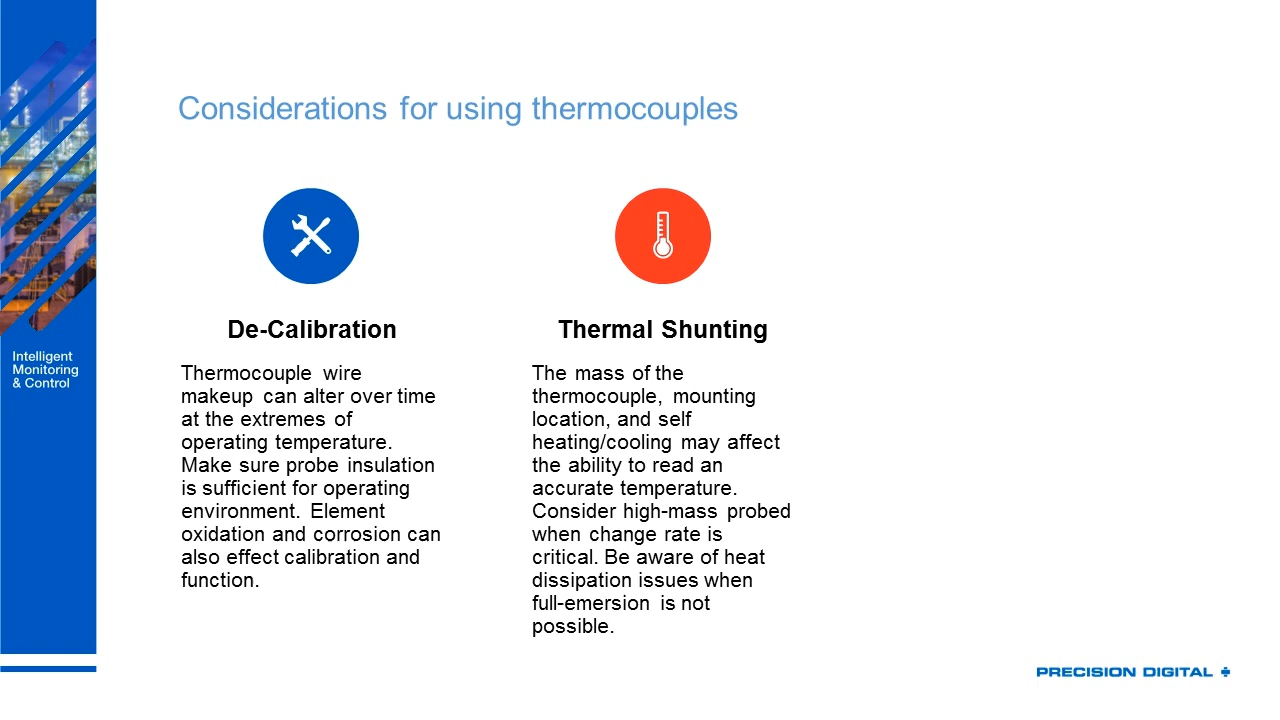 Considerations for using thermocouples
De-Calibration
Thermocouple wire
makeup can alter over time
at the extremes of
operating temperature.
Make sure probe insulation
is sufficient for operating
environment. Element
oxidation and corrosion can
also effect calibration and
function.
Thermal Shunting
The mass of the
thermocouple, mounting
location, and self
heating/cooling may affect
the ability to read an
accurate temperature.
Consider high-mass probed
when change rate is
critical. Be aware of heat
dissipation issues when
full-emersion is not
possible.
Intelligent
Monitoring
& Control
PRECISION DIGITAL